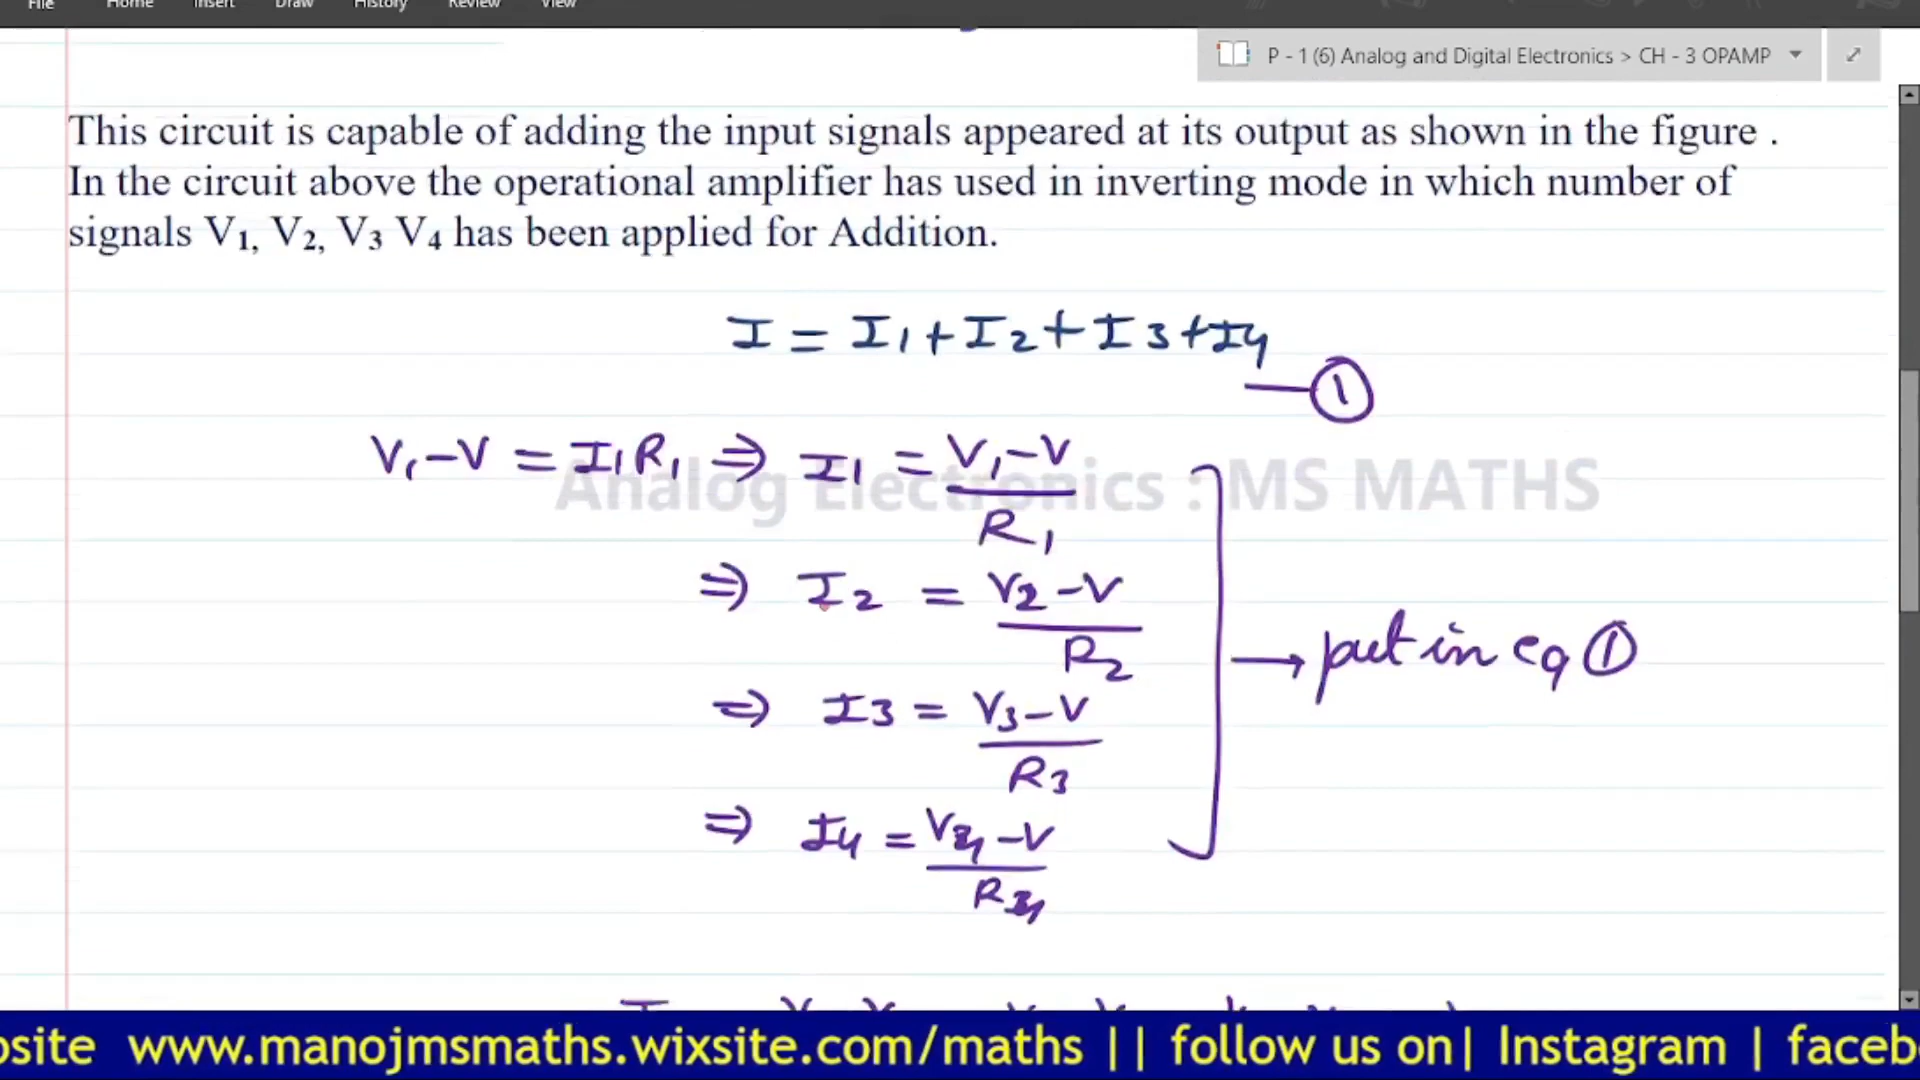 File Home Insert Draw History Review View
P - 1 (6) Analog and Digital Electronics > CH - 3 OPAMP
This circuit is capable of adding the input signals appeared at its output as shown in the figure .
In the circuit above the operational amplifier has used in inverting mode in which number of
signals V₁, V₂, V₃ V₄ has been applied for Addition.
I = I1 + I2 + I3 + I4
— ①
V1 - V = I1R1 ⇒ I1 = V1 - V
R1
Analog Electronics : MS MATHS
⇒ I2 = V2 - V
R2
→ put in eq ①
⇒ I3 = V3 - V
R3
⇒ I4 = V4 - V
R4
osite www.manojmsmaths.wixsite.com/maths || follow us on| Instagram | faceb